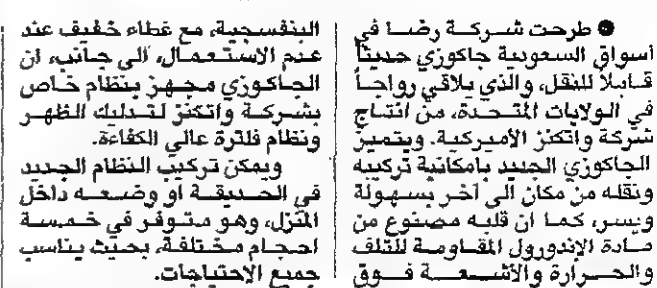 ● طرحت شركة رضا في
أسواق السعودية جاكوزي حديثاً
قابلاً للنقل، والذي يلاقي رواجاً
في الولايات المتحدة، من انتاج
شركة واتكنز الأميركية. ويتميز
الجاكوزي الجديد بامكانية تركيبه
ونقله من مكان الى آخر بسهولة
ويسر، كما ان قلبه مصنوع من
مادة الإندورول المقاومة للتلف
والحرارة والأشعة فوق
البنفسجية، مع غطاء خفيف عند
عدم الاستعمال، الى جانب، ان
الجاكوزي مجهز بنظام خاص
بشركة واتكنز لتدليك الظهر
ونظام فلترة عالي الكفاءة.
ويمكن تركيب النظام الجديد
في الحديقة او وضعه داخل
المنزل، وهو متوفر في خمسة
احجام مختلفة، بحيث يناسب
جميع الاحتياجات.